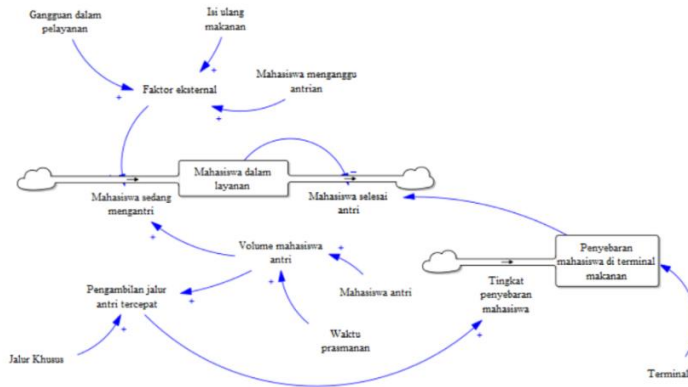 Gangguan dalam
pelayanan
Isi ulang
makanan
Mahasiswa menganggu
antrian
Faktor eksternal
Mahasiswa dalam
layanan
Mahasiswa sedang
mengantri
Mahasiswa selesai
antri
Volume mahasiswa
antri
Penyebaran
mahasiswa di terminal
makanan
Tingkat
penyebaran
mahasiswa
Pengambilan jalur
antri tercepat
Mahasiswa antri
Waktu
prasmanan
Jalur Khusus
Terminal